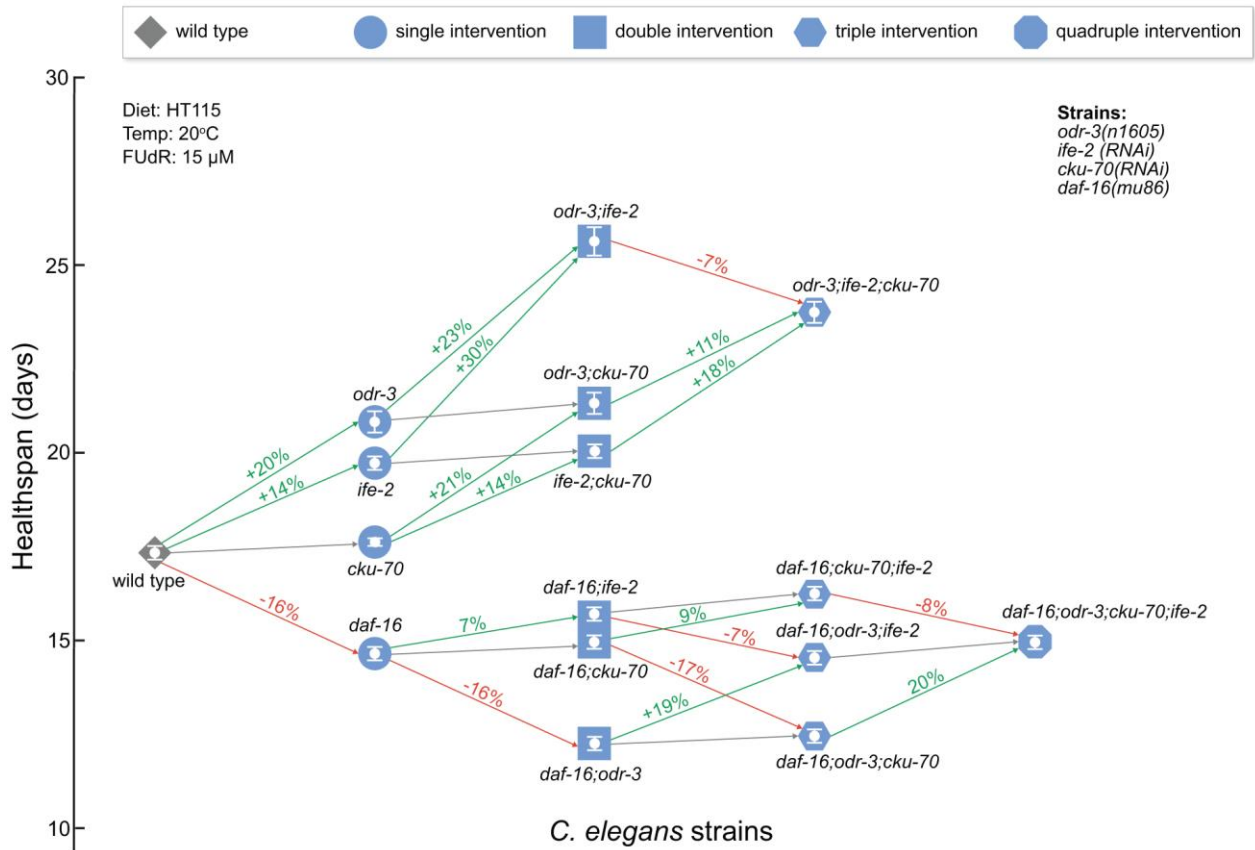 wild type
single intervention
double intervention
triple intervention
quadruple intervention
30
Diet: HT115
Temp: 20°C
FUdR: 15 µM
Strains:
odr-3(n1605)
ife-2 (RNAi)
cku-70(RNAi)
daf-16(mu86)
odr-3;ife-2
25
-7%
odr-3;ife-2;cku-70
+23%
+30%
+11%
odr-3;cku-70
+18%
odr-3
20
+20%
+14%
ife-2
+21%
+14%
ife-2;cku-70
Healthspan (days)
wild type
cku-70
-16%
daf-16
7%
daf-16;ife-2
daf-16;cku-70;ife-2
9%
-8%
daf-16;odr-3;cku-70;ife-2
15
-7%
daf-16;odr-3;ife-2
daf-16;cku-70
-17%
-16%
+19%
20%
daf-16;odr-3
daf-16;odr-3;cku-70
10
C. elegans strains